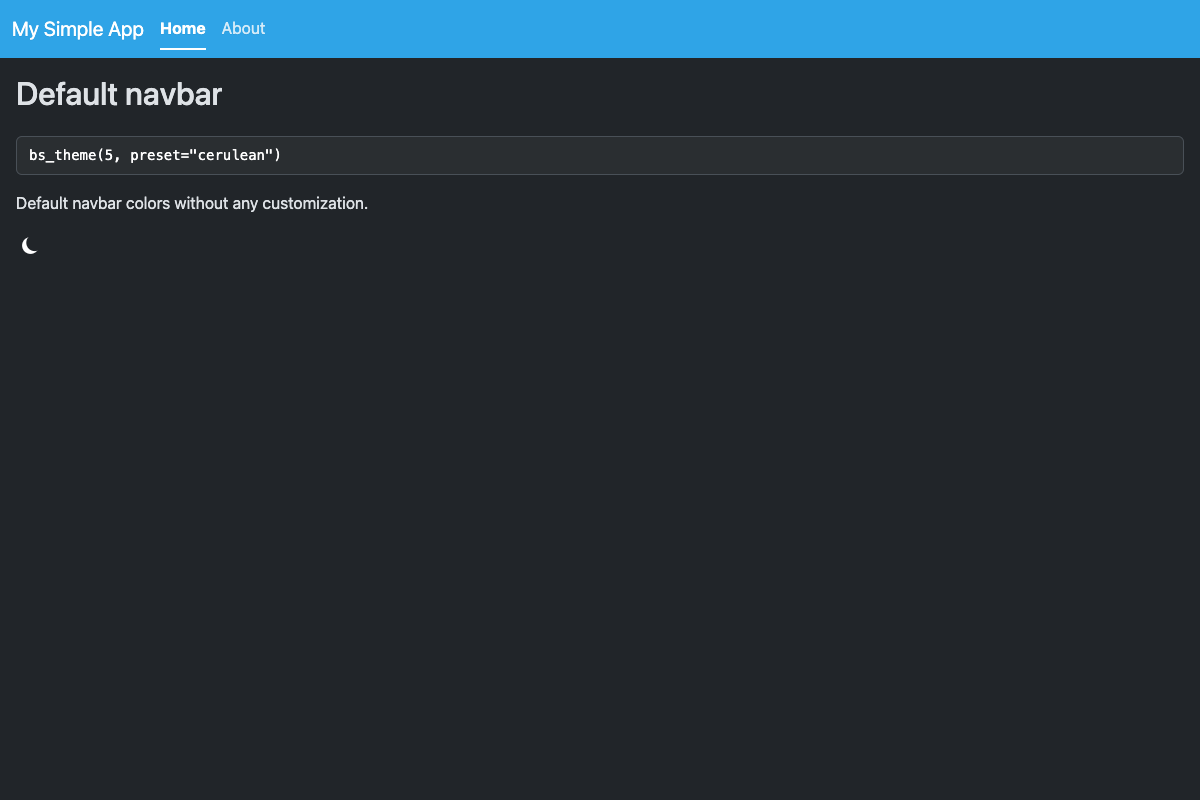 My Simple App Home About
Default navbar
bs_theme(5, preset="cerulean")
Default navbar colors without any customization.